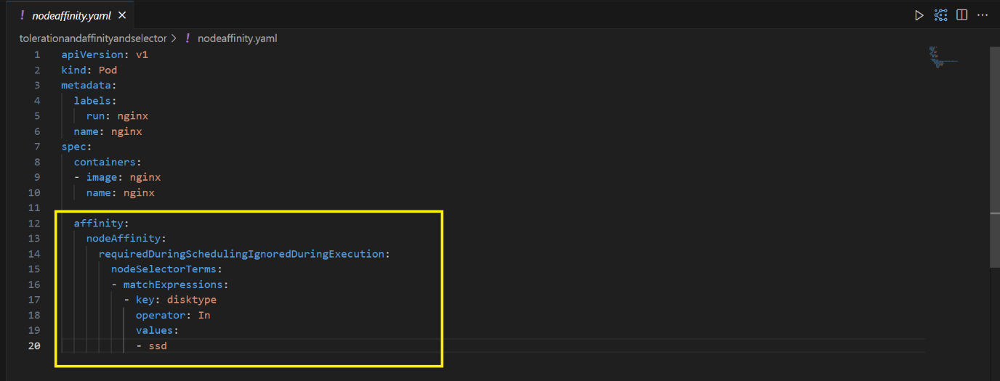 ! nodeaffinity.yaml ×
tolerationandaffinityandselector > ! nodeaffinity.yaml
1 apiVersion: v1
2 kind: Pod
3 metadata:
4   labels:
5     run: nginx
6   name: nginx
7 spec:
8   containers:
9   - image: nginx
10     name: nginx
11
12   affinity:
13     nodeAffinity:
14       requiredDuringSchedulingIgnoredDuringExecution:
15         nodeSelectorTerms:
16         - matchExpressions:
17           - key: disktype
18             operator: In
19             values:
20             - ssd